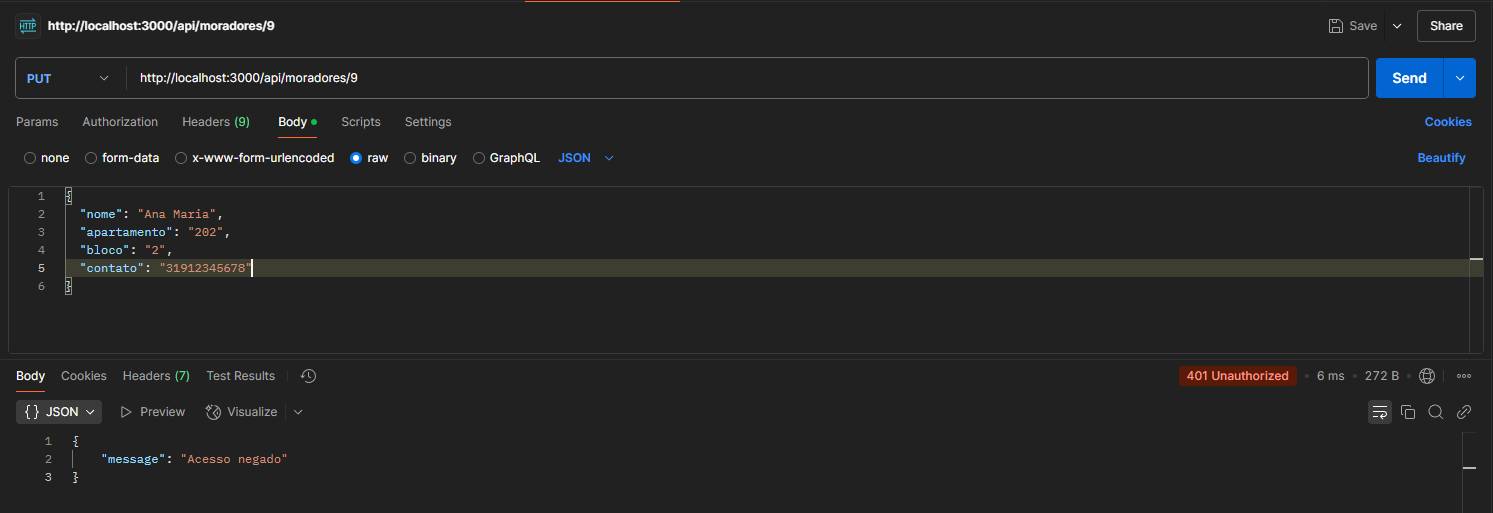 HTTP http://localhost:3000/api/moradores/9 Save Share
PUT http://localhost:3000/api/moradores/9 Send
Params Authorization Headers (9) Body Scripts Settings Cookies
none form-data x-www-form-urlencoded raw binary GraphQL JSON Beautify
1 {
2 "nome": "Ana Maria",
3 "apartamento": "202",
4 "bloco": "2",
5 "contato": "31912345678"
6 }
Body Cookies Headers (7) Test Results 401 Unauthorized • 6 ms • 272 B •
{} JSON Preview Visualize
1 {
2 "message": "Acesso negado"
3 }